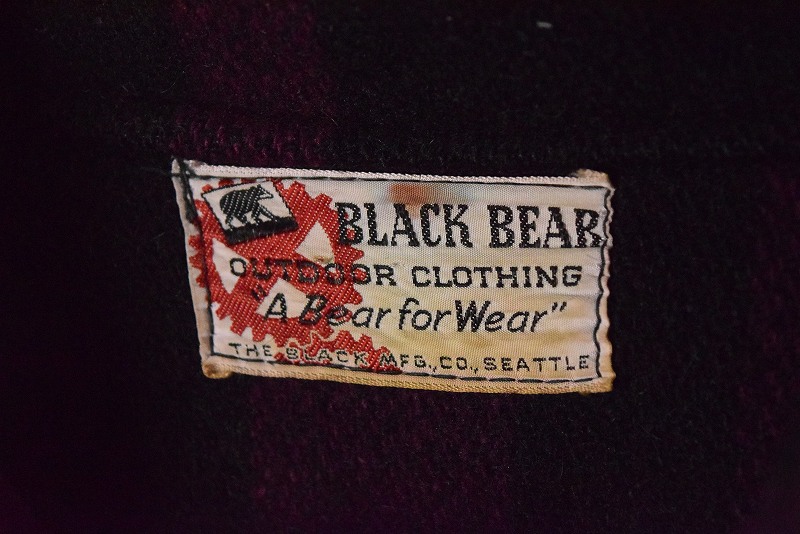 BLACK BEAR
OUTDOOR CLOTHING
"A Bear for Wear"
THE BLACK MFG., CO., SEATTLE